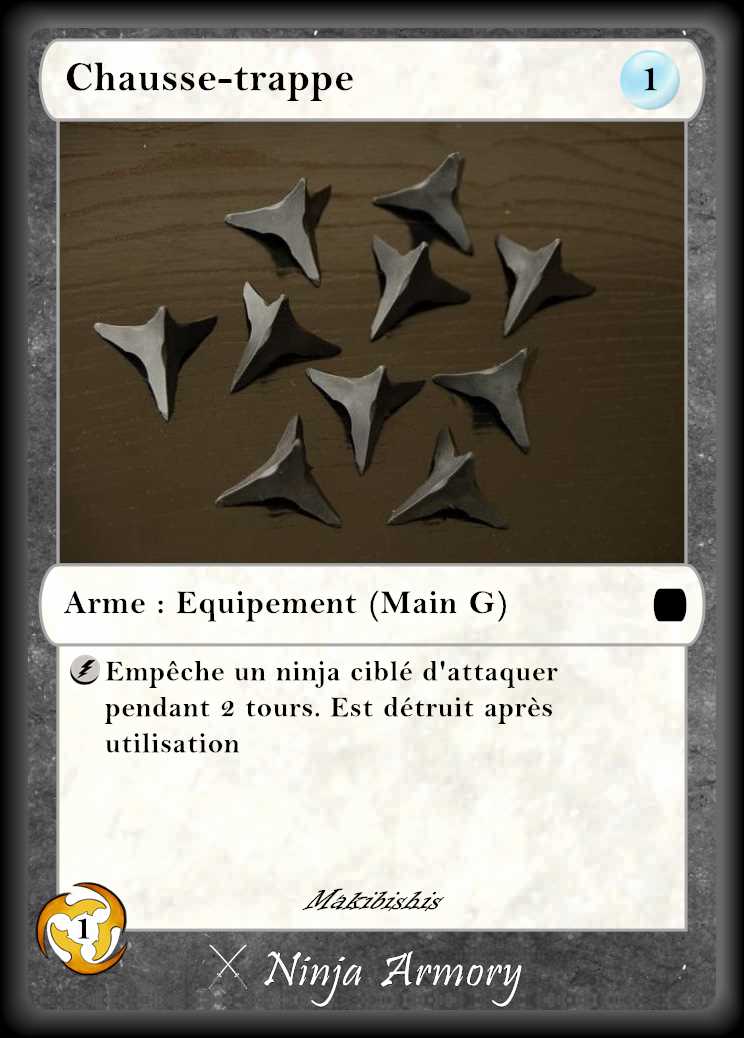 Chausse-trappe
1
Arme : Equipement (Main G)
Empêche un ninja ciblé d'attaquer
pendant 2 tours. Est détruit après
utilisation
Makibishis
1
Ninja Armory